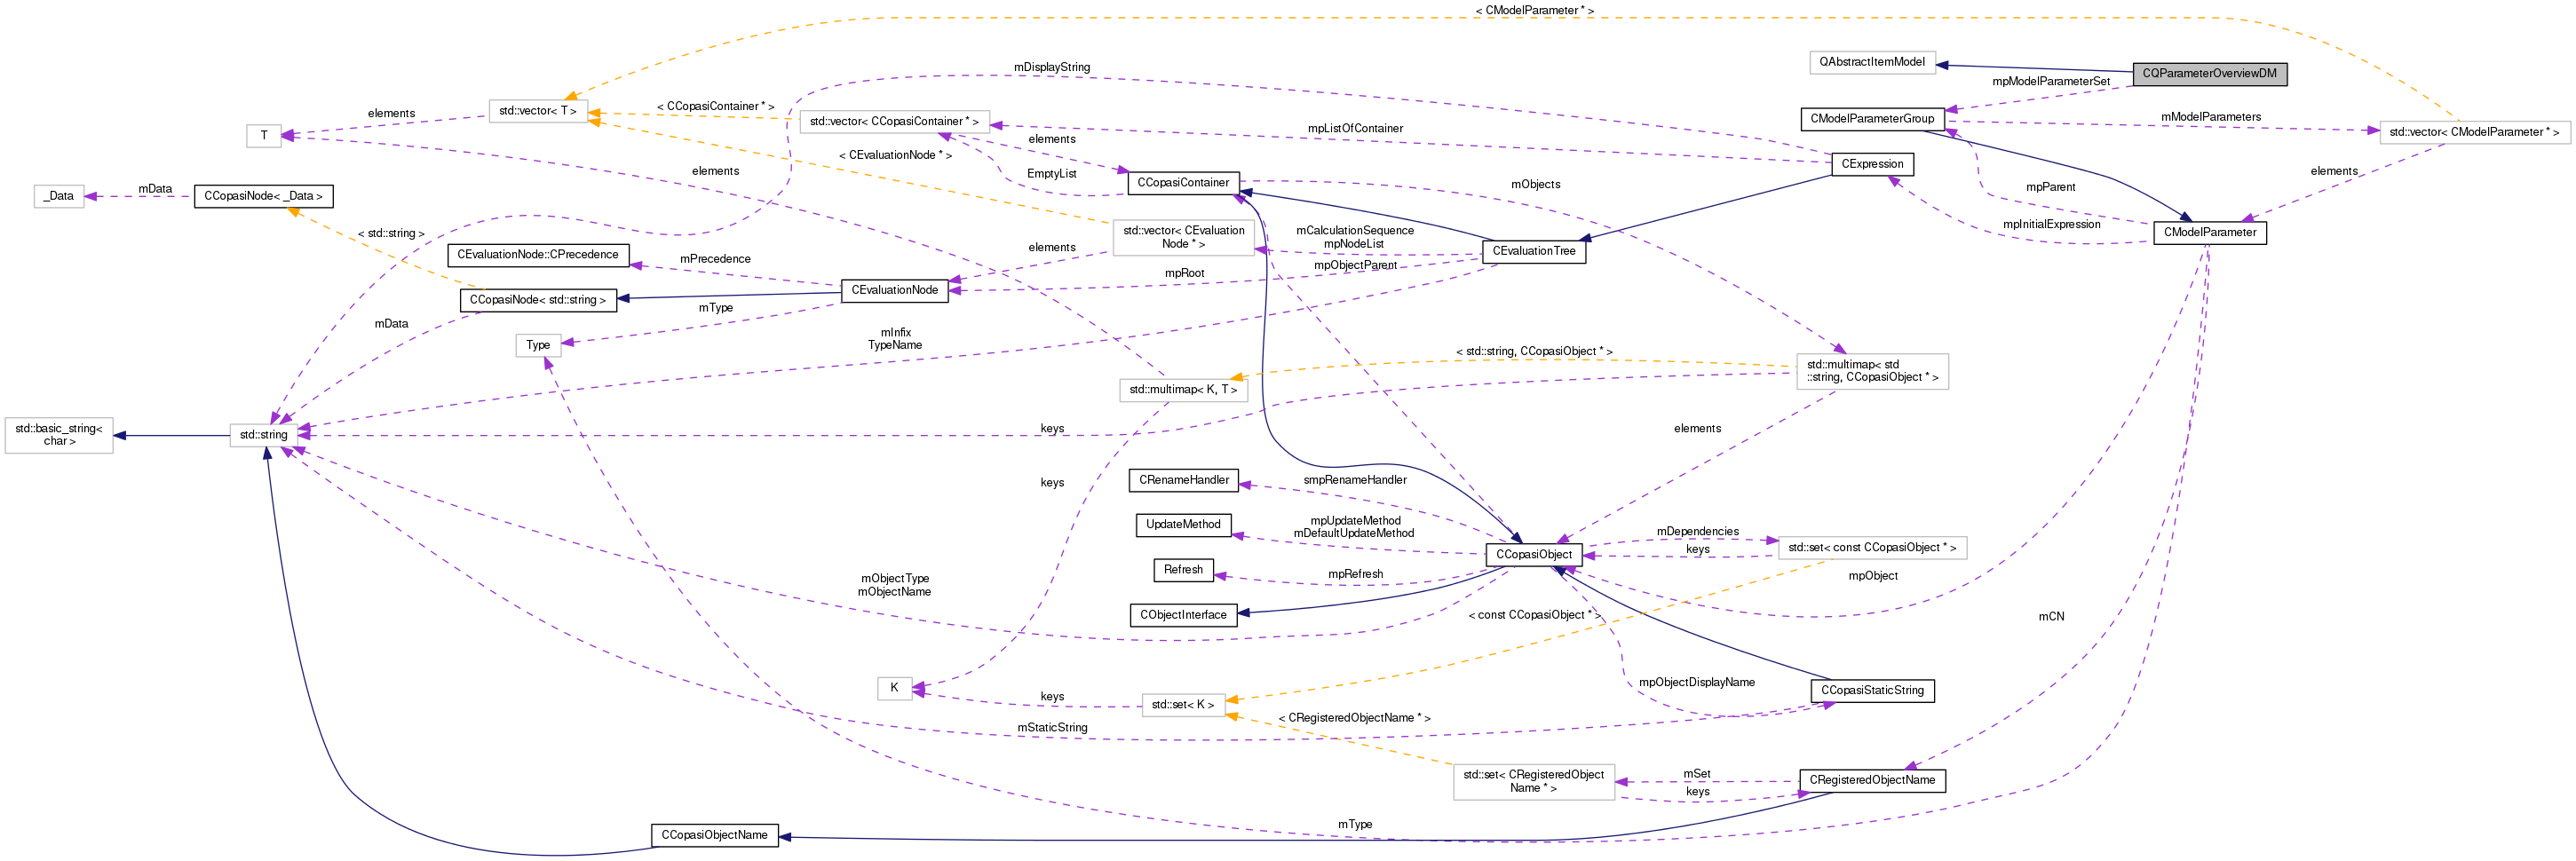 < CModelParameter * >
QAbstractItemModel
CQParameterOverviewDM
mDisplayString
mpModelParameterSet
< CCopasiContainer * >
std::vector< T >
elements
std::vector< CCopasiContainer * >
CModelParameterGroup
mModelParameters
std::vector< CModelParameter * >
T
mpListOfContainer
elements
< CEvaluationNode * >
CExpression
elements
elements
EmptyList
CCopasiContainer
mObjects
mpParent
_Data
mData
CCopasiNode< _Data >
mpInitialExpression
CModelParameter
< std::string >
std::vector< CEvaluation
Node * >
mCalculationSequence
mpNodeList
CEvaluationTree
CEvaluationNode::CPrecedence
mPrecedence
elements
mpRoot
mpObjectParent
CCopasiNode< std::string >
CEvaluationNode
mData
mType
mInfix
TypeName
Type
< std::string, CCopasiObject * >
std::multimap< std
::string, CCopasiObject * >
std::multimap< K, T >
std::basic_string<
char >
std::string
keys
elements
keys
CRenameHandler
smpRenameHandler
UpdateMethod
mpUpdateMethod
mDefaultUpdateMethod
mDependencies
keys
std::set< const CCopasiObject * >
CCopasiObject
Refresh
mpRefresh
mpObject
mObjectType
mObjectName
CObjectInterface
< const CCopasiObject * >
mCN
K
keys
std::set< K >
mpObjectDisplayName
CCopasiStaticString
mStaticString
< CRegisteredObjectName * >
std::set< CRegisteredObject
Name * >
mSet
keys
CRegisteredObjectName
CCopasiObjectName
mType